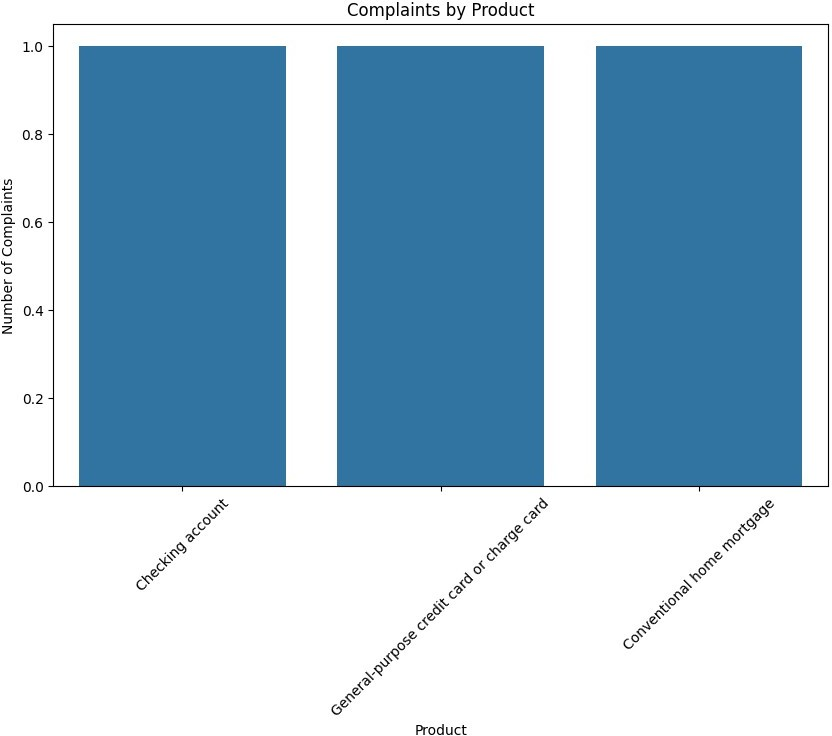 Complaints by Product
Number of Complaints
1.0
0.8
0.6
0.4
0.2
0.0
Checking account
General-purpose credit card or charge card
Conventional home mortgage
Product